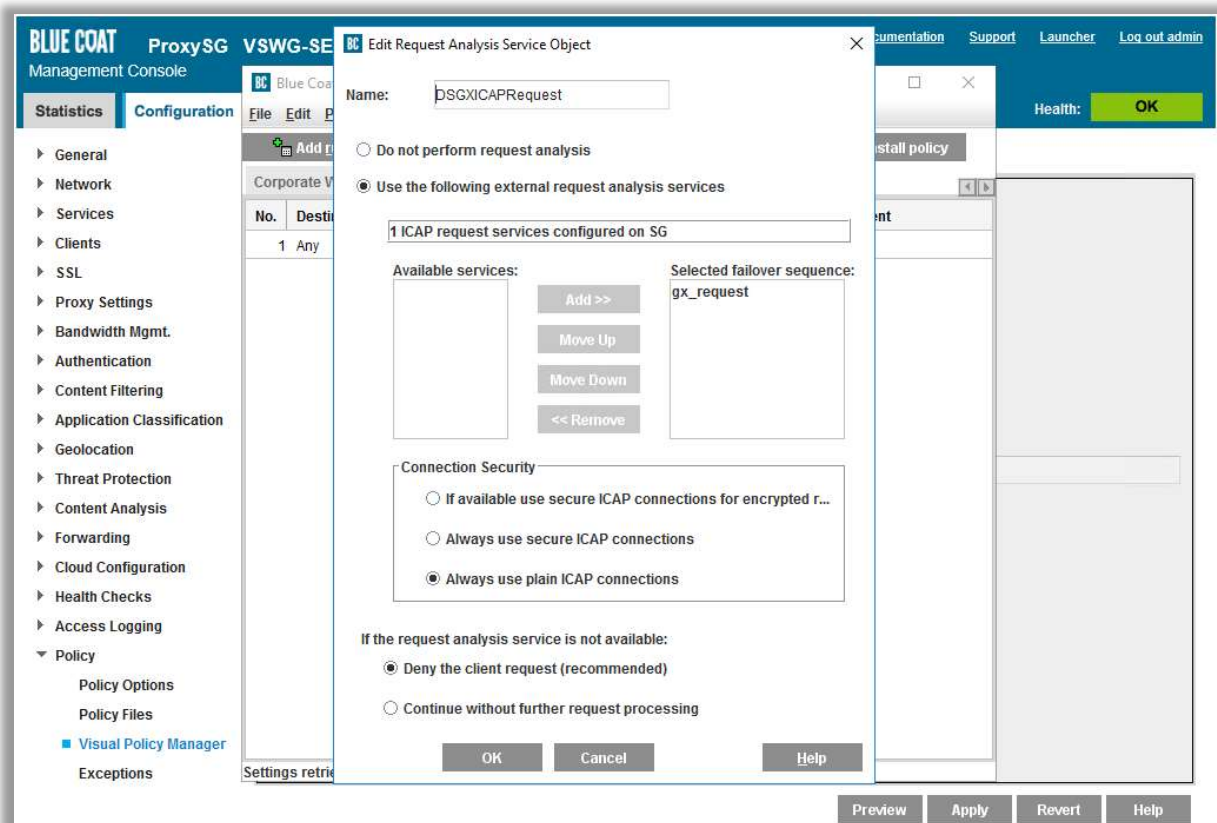 BLUE COAT ProxySG VSWG-SE
Management Console
Documentation Support Launcher Log out admin
Statistics Configuration
Health: OK
General
Network
Services
Clients
SSL
Proxy Settings
Bandwidth Mgmt.
Authentication
Content Filtering
Application Classification
Geolocation
Threat Protection
Content Analysis
Forwarding
Cloud Configuration
Health Checks
Access Logging
Policy
Policy Options
Policy Files
Visual Policy Manager
Exceptions
BC Blue Coa
File Edit P
Add r
stall policy
Corporate W
No. Desti
ent
1 Any
Settings retrie
BC Edit Request Analysis Service Object
Name: DSGXICAPRequest
Do not perform request analysis
Use the following external request analysis services
1 ICAP request services configured on SG
Available services: Selected failover sequence:
gx_request
Add >>
Move Up
Move Down
<< Remove
Connection Security
If available use secure ICAP connections for encrypted r...
Always use secure ICAP connections
Always use plain ICAP connections
If the request analysis service is not available:
Deny the client request (recommended)
Continue without further request processing
OK Cancel Help
Preview Apply Revert Help